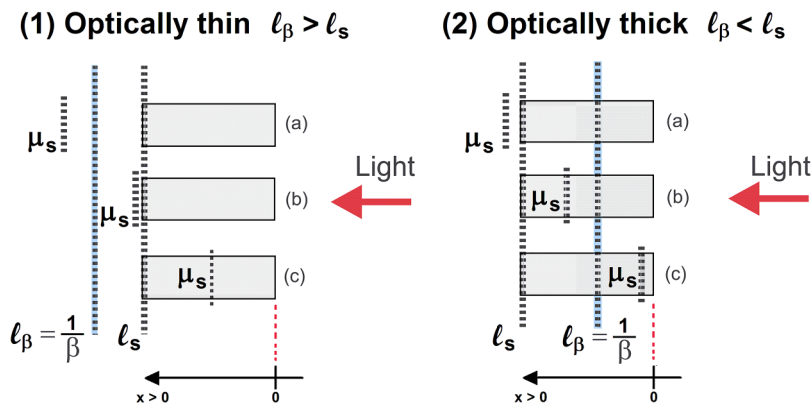 (1) Optically thin ℓβ > ℓs
(a)
μs
(b)
μs
Light
(c)
μs
ℓβ = 1/β
ℓs
x > 0
0
(2) Optically thick ℓβ < ℓs
(a)
μs
(b)
μs
Light
(c)
μs
ℓs
ℓβ = 1/β
x > 0
0